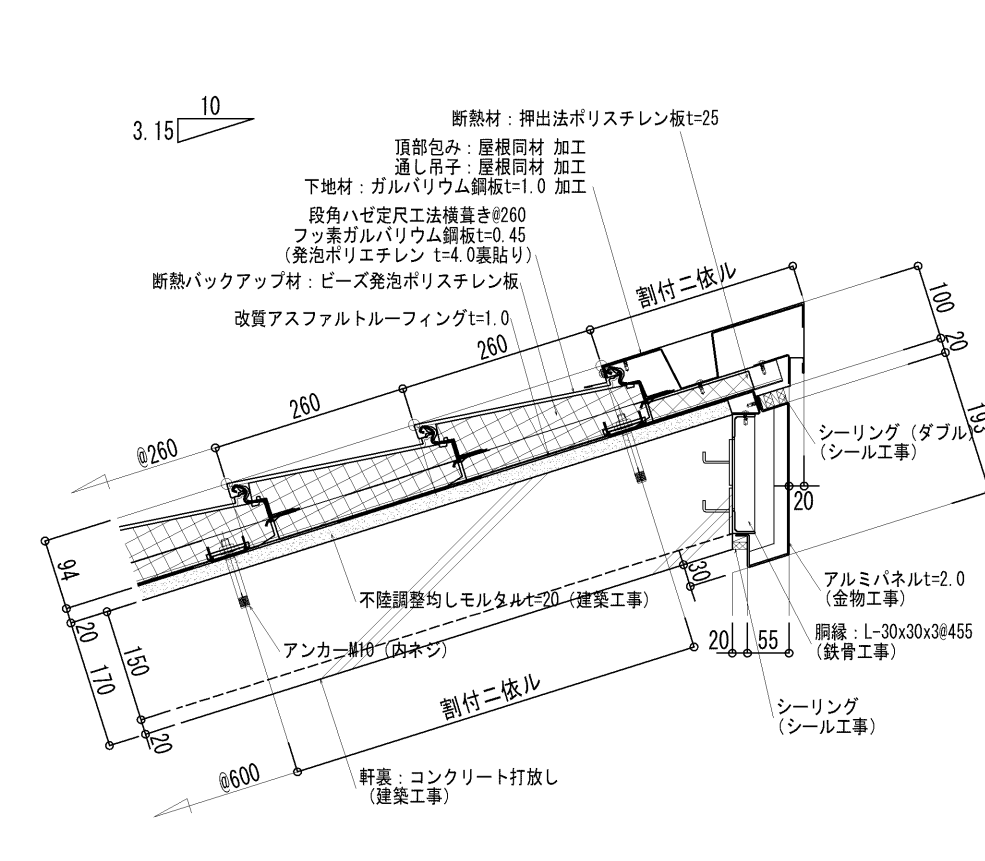 10
3.15
断熱材：押出法ポリスチレン板t=25
頂部包み：屋根同材 加工
通し吊子：屋根同材 加工
下地材：ガルバリウム鋼板t=1.0 加工
段角ハゼ定尺工法横葺き@260
フッ素ガルバリウム鋼板t=0.45
（発泡ポリエチレン t=4.0裏貼り）
断熱バックアップ材：ビーズ発泡ポリスチレン板
改質アスファルトルーフィングt=1.0
割付ニ依ル
260
260
@260
100
20
193
シーリング（ダブル）
（シール工事）
20
94
20
170
150
20
30
不陸調整均しモルタルt=20（建築工事）
アンカーM10（内ネジ）
アルミパネルt=2.0
（金物工事）
胴縁：L-30x30x3@455
（鉄骨工事）
20
55
シーリング
（シール工事）
割付ニ依ル
@600
軒裏：コンクリート打放し
（建築工事）